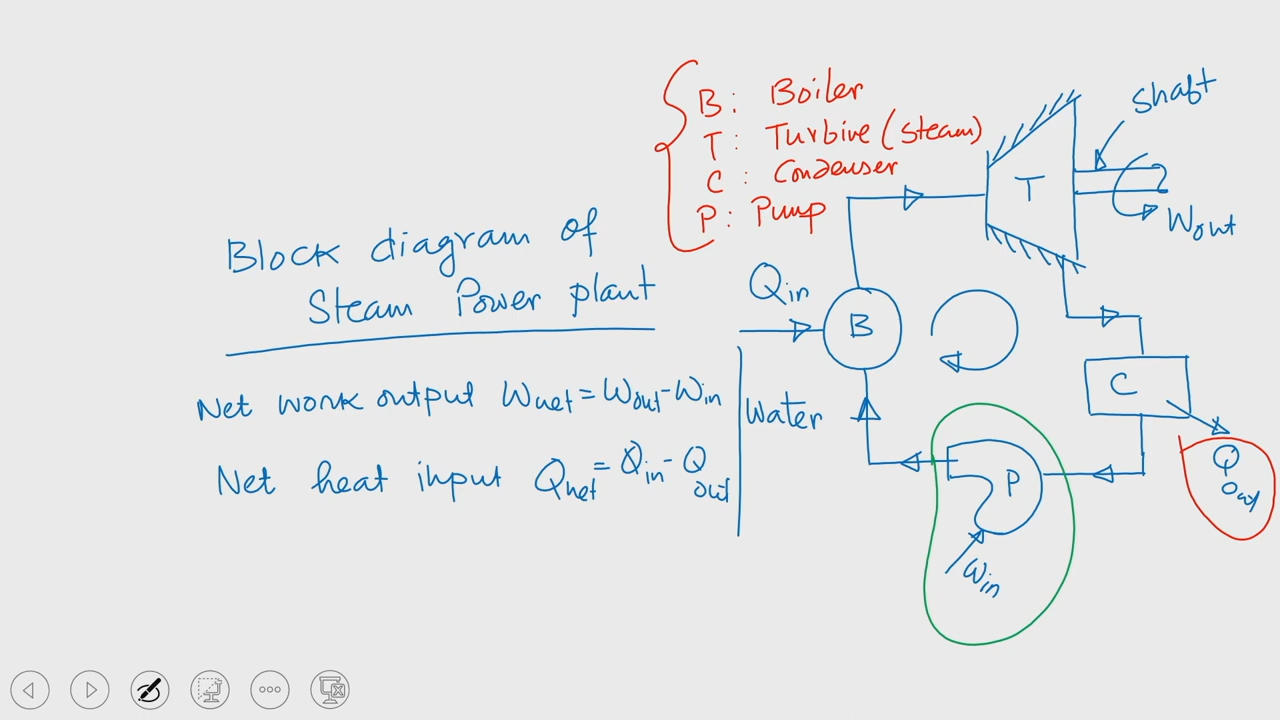 B: Boiler
T: Turbine (Steam)
C: Condenser
P: Pump
Shaft
T
Wout
Block diagram of
Steam Power plant
Qin
B
Net work output Wnet = Wout - Win
Water
C
Net heat input Qnet = Qin - Qout
P
Qout
Win